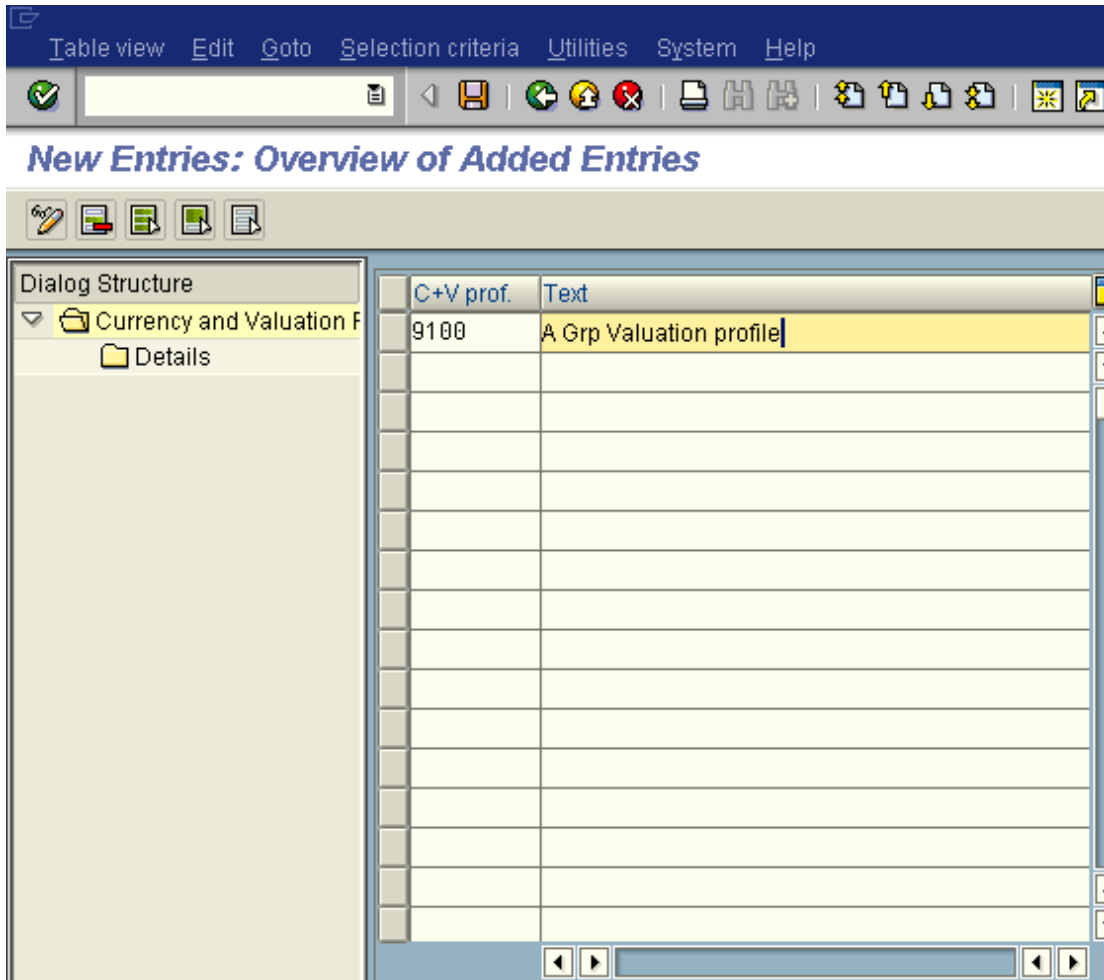 Table view Edit Goto Selection criteria Utilities System Help
New Entries: Overview of Added Entries
Dialog Structure
Currency and Valuation
Details
C+V prof. Text
9100 A Grp Valuation profile